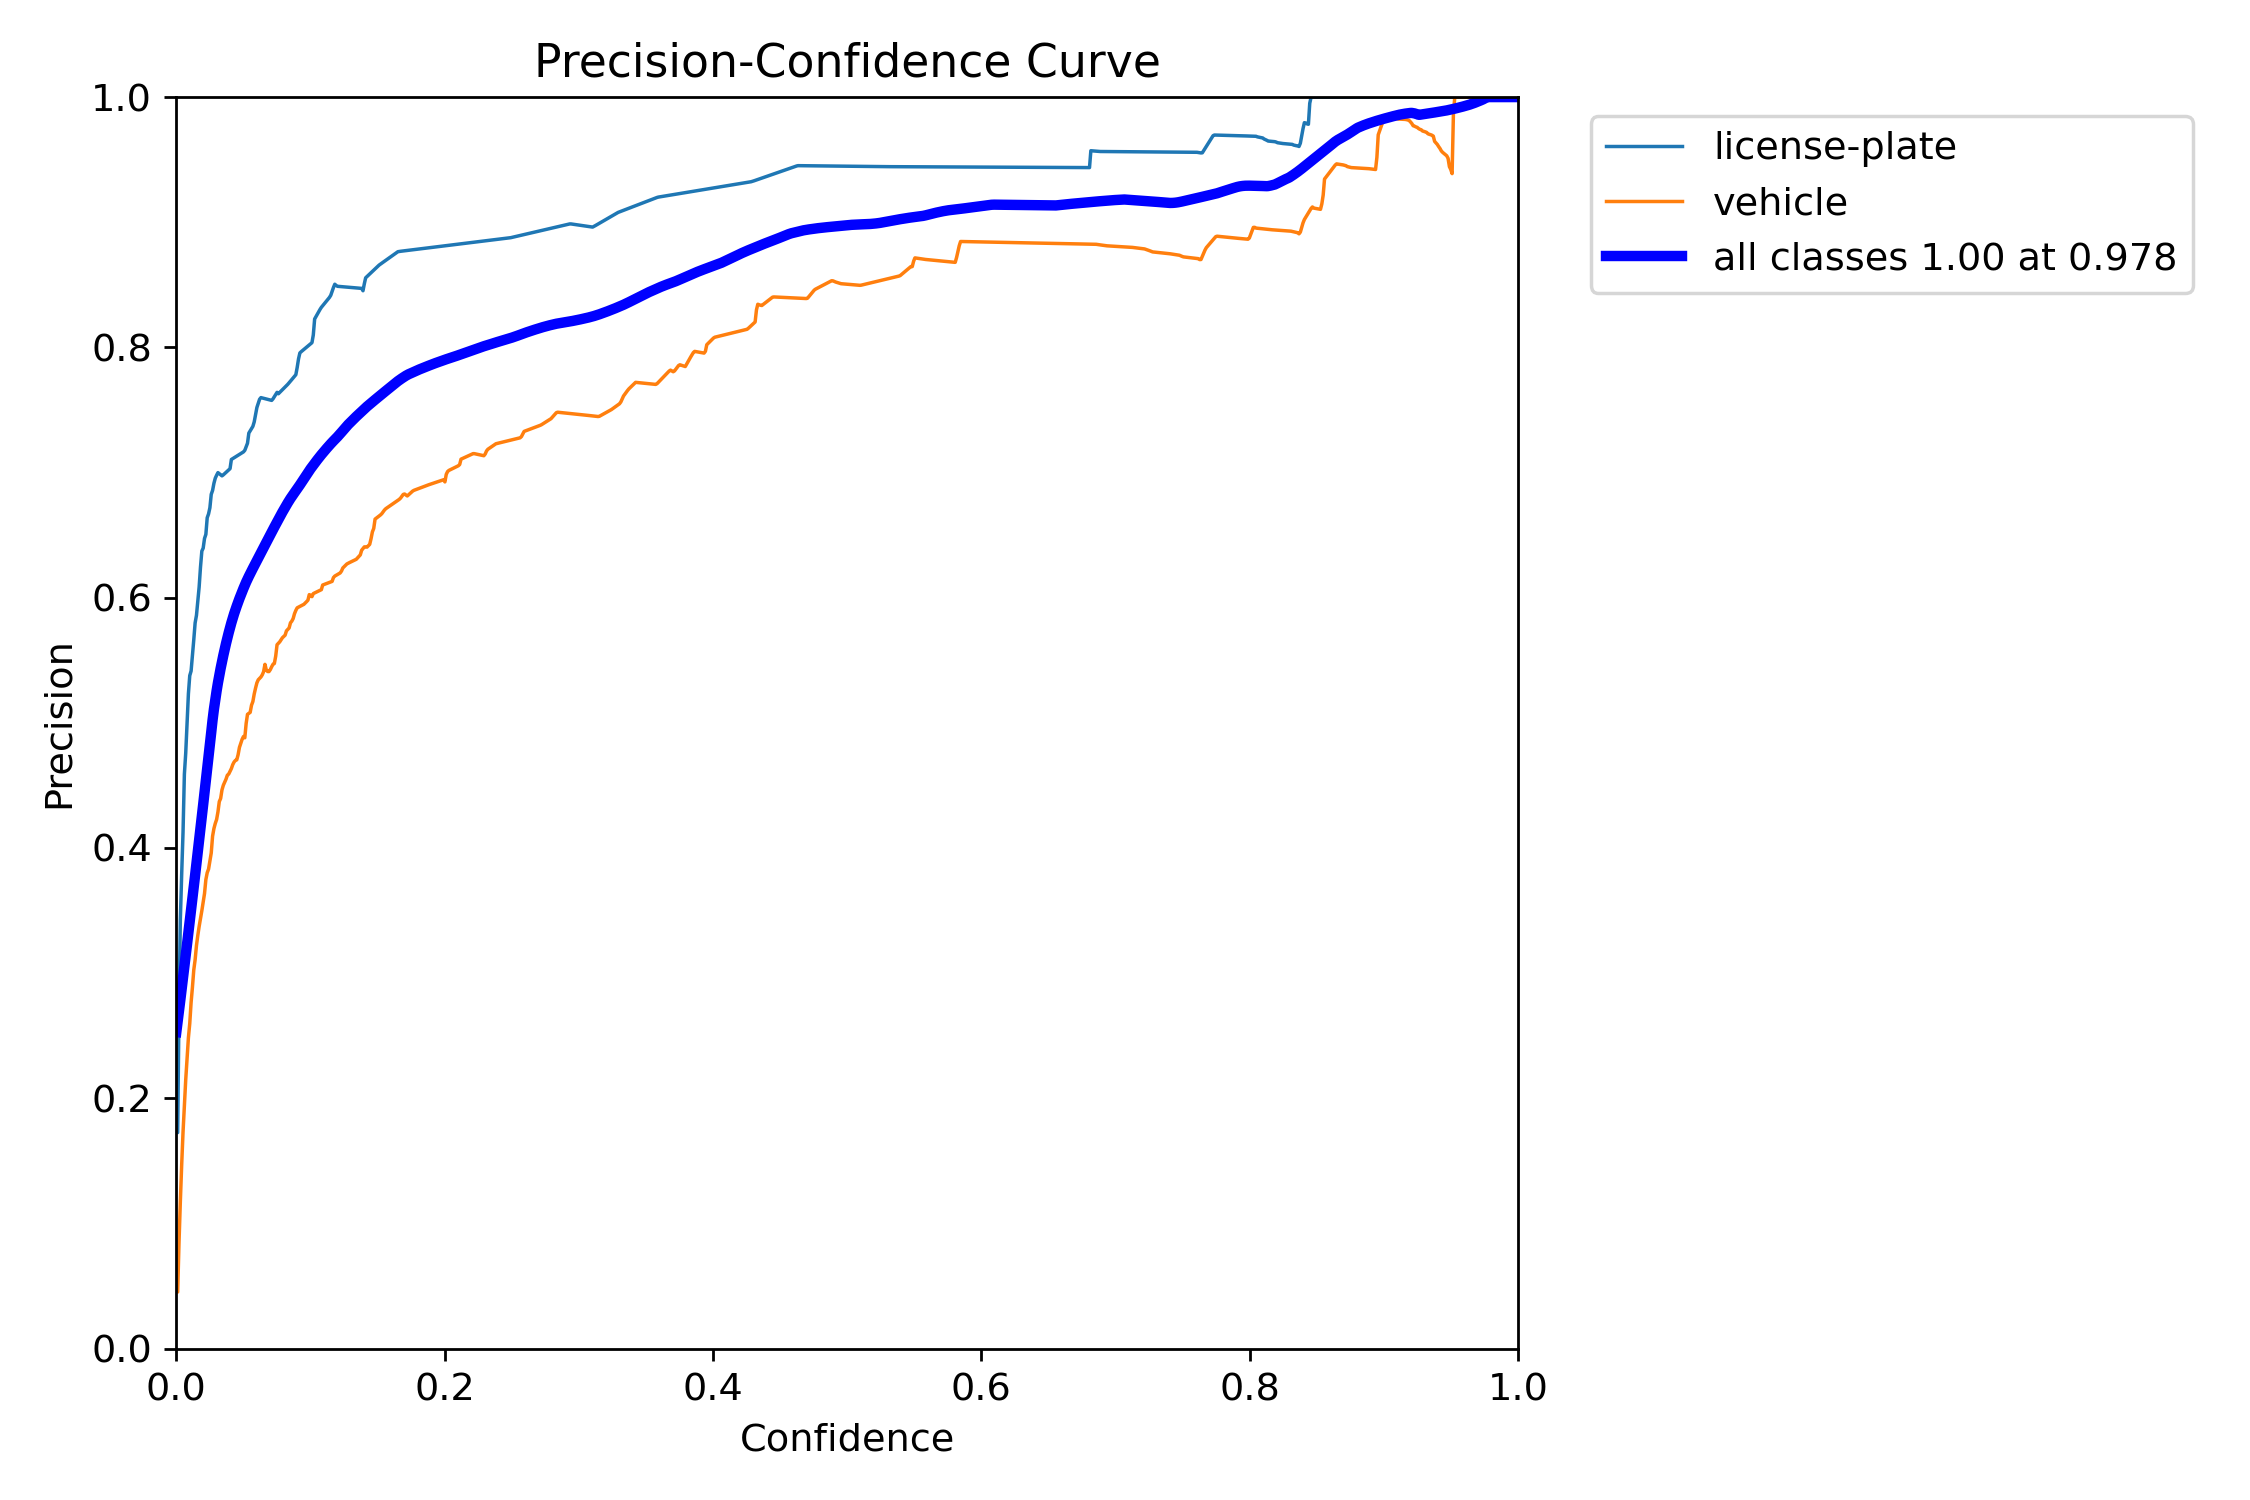 Precision-Confidence Curve
1.0
0.8
0.6
0.4
0.2
0.0
Precision
0.0 0.2 0.4 0.6 0.8 1.0
Confidence
license-plate
vehicle
all classes 1.00 at 0.978